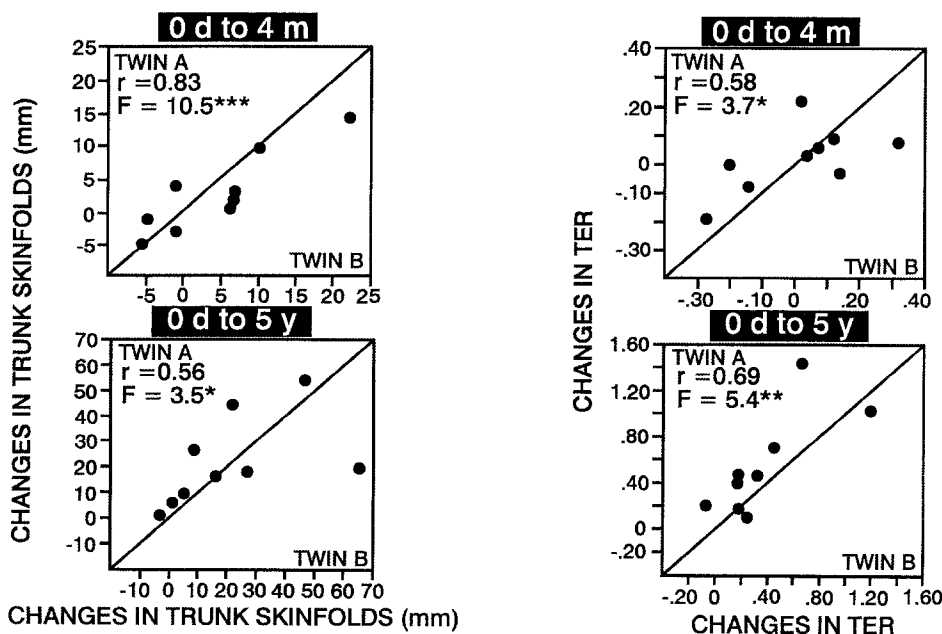 0 d to 4 m
CHANGES IN TRUNK SKINFOLDS (mm)
TWIN A
r =0.83
F = 10.5***
25
20
15
10
5
0
-5
TWIN B
-5 0 5 10 15 20 25
0 d to 5 y
TWIN A
r =0.56
F = 3.5*
70
60
50
40
30
20
10
0
-10
TWIN B
-10 0 10 20 30 40 50 60 70
CHANGES IN TRUNK SKINFOLDS (mm)
0 d to 4 m
CHANGES IN TER
TWIN A
r =0.58
F = 3.7*
.40
.20
0
-.10
-.30
TWIN B
-.30 -.10 0 .20 .40
0 d to 5 y
TWIN A
r =0.69
F = 5.4**
1.60
1.20
.80
.40
0
-.20
TWIN B
-.20 0 .40 .80 1.20 1.60
CHANGES IN TER